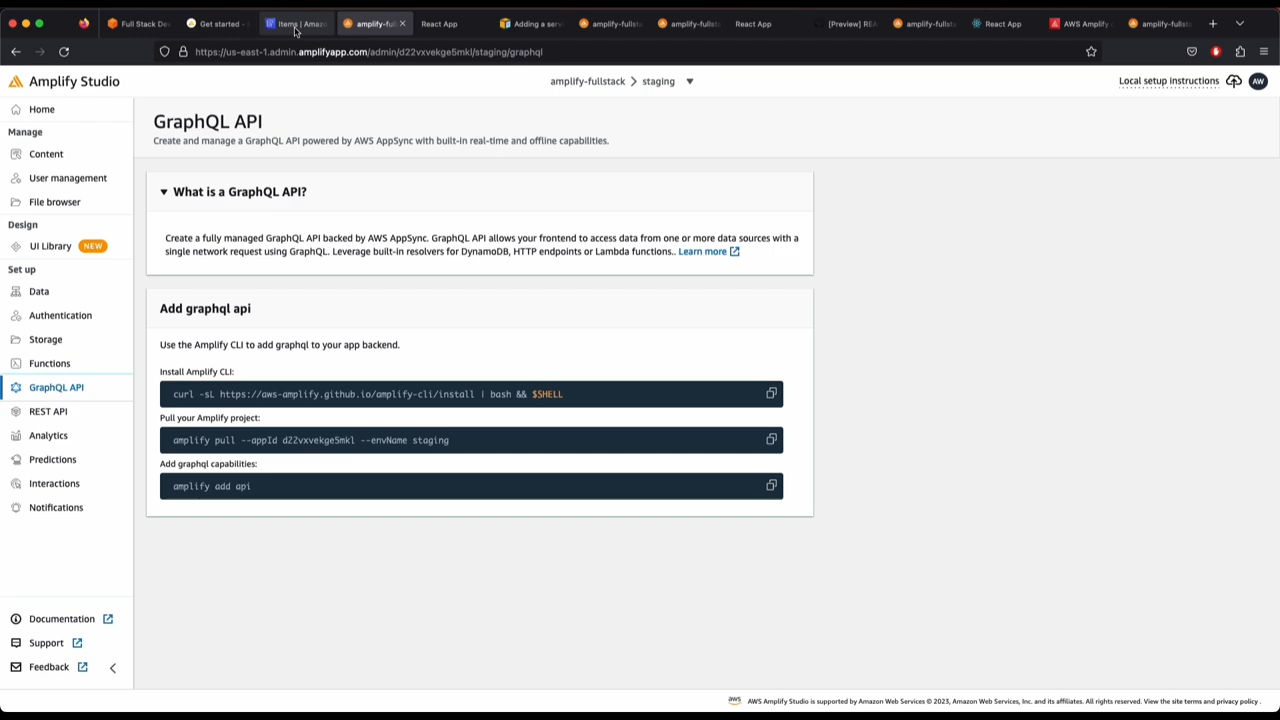 Full Stack Dev
Get started -
Items | Amaz
amplify-full
React App
Adding a serv
amplify-fullsta
amplify-fullsta
React App
[Preview] REA
amplify-fullsta
React App
AWS Amplify
amplify-fullsta
https://us-east-1.admin.amplifyapp.com/admin/d22vxvekge5mkl/staging/graphql
Amplify Studio
amplify-fullstack
staging
Local setup instructions
AW
Home
Manage
Content
User management
File browser
Design
UI Library NEW
Set up
Data
Authentication
Storage
Functions
GraphQL API
REST API
Analytics
Predictions
Interactions
Notifications
Documentation
Support
Feedback
GraphQL API
Create and manage a GraphQL API powered by AWS AppSync with built-in real-time and offline capabilities.
What is a GraphQL API?
Create a fully managed GraphQL API backed by AWS AppSync. GraphQL API allows your frontend to access data from one or more data sources with a
single network request using GraphQL. Leverage built-in resolvers for DynamoDB, HTTP endpoints or Lambda functions.. Learn more
Add graphql api
Use the Amplify CLI to add graphql to your app backend.
Install Amplify CLI:
curl -sL https://aws-amplify.github.io/amplify-cli/install | bash && $SHELL
Pull your Amplify project:
amplify pull --appId d22vxvekge5mkl --envName staging
Add graphql capabilities:
amplify add api
aws AWS Amplify Studio is supported by Amazon Web Services © 2023, Amazon Web Services, Inc. and its affiliates. All rights reserved. View the site terms and privacy policy .